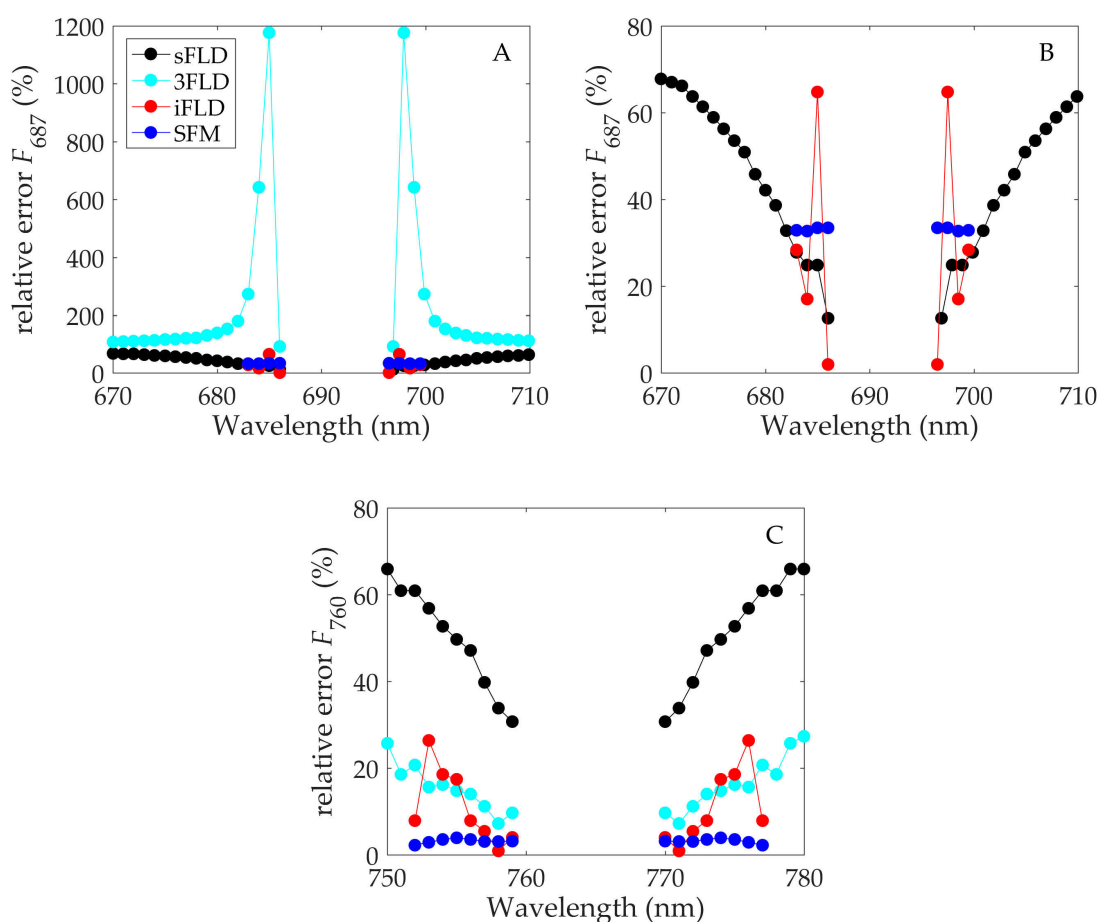 A
relative error F687 (%)
1200
1000
800
600
400
200
0
sFLD
3FLD
iFLD
SFM
670 680 690 700 710
Wavelength (nm)
B
relative error F687 (%)
80
60
40
20
0
670 680 690 700 710
Wavelength (nm)
C
relative error F760 (%)
80
60
40
20
0
750 760 770 780
Wavelength (nm)